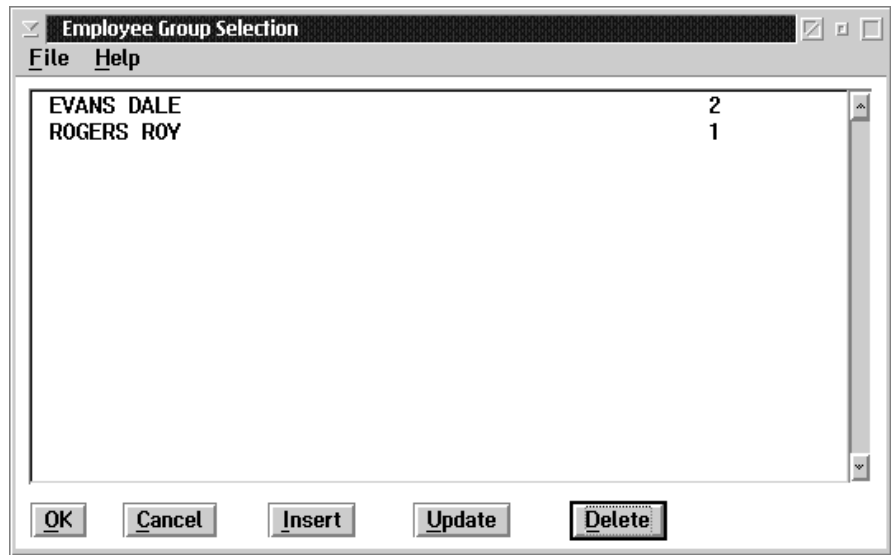 Employee Group Selection
File Help
EVANS DALE 2
ROGERS ROY 1
OK Cancel Insert Update Delete